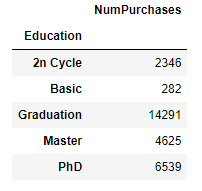 NumPurchases
Education
2n Cycle 2346
Basic 282
Graduation 14291
Master 4625
PhD 6539